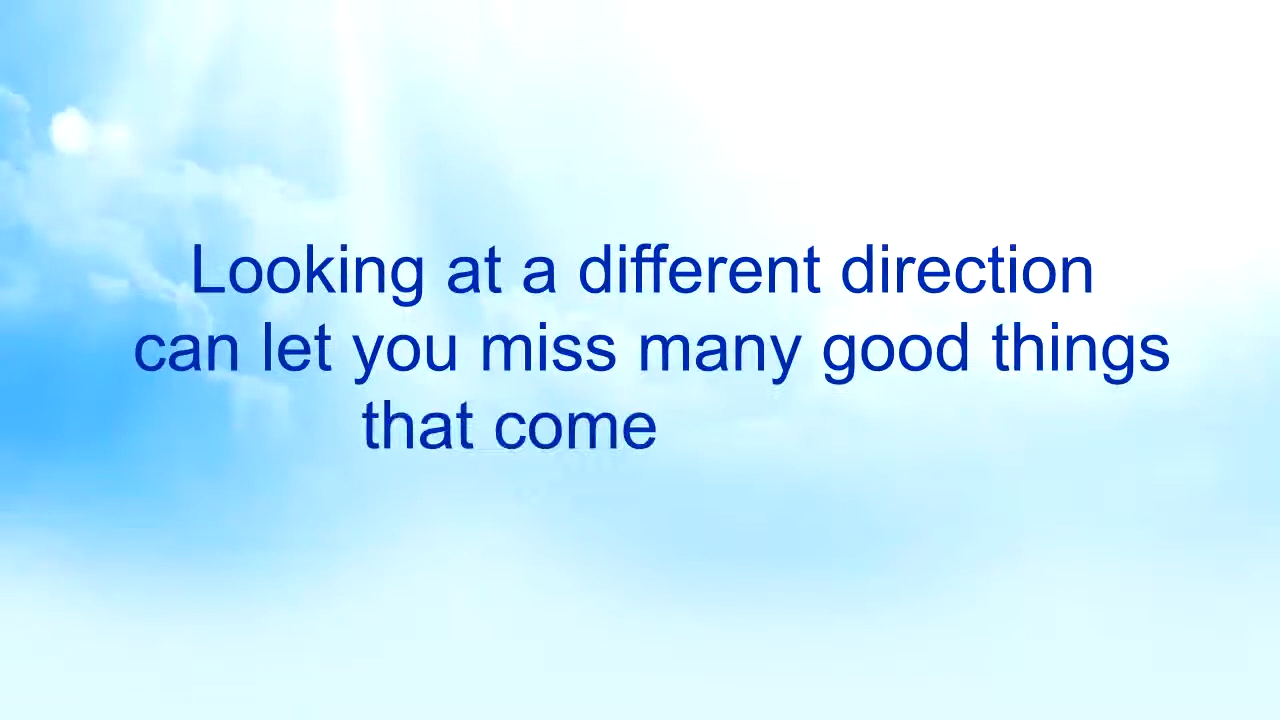 Looking at a different direction
can let you miss many good things
that come